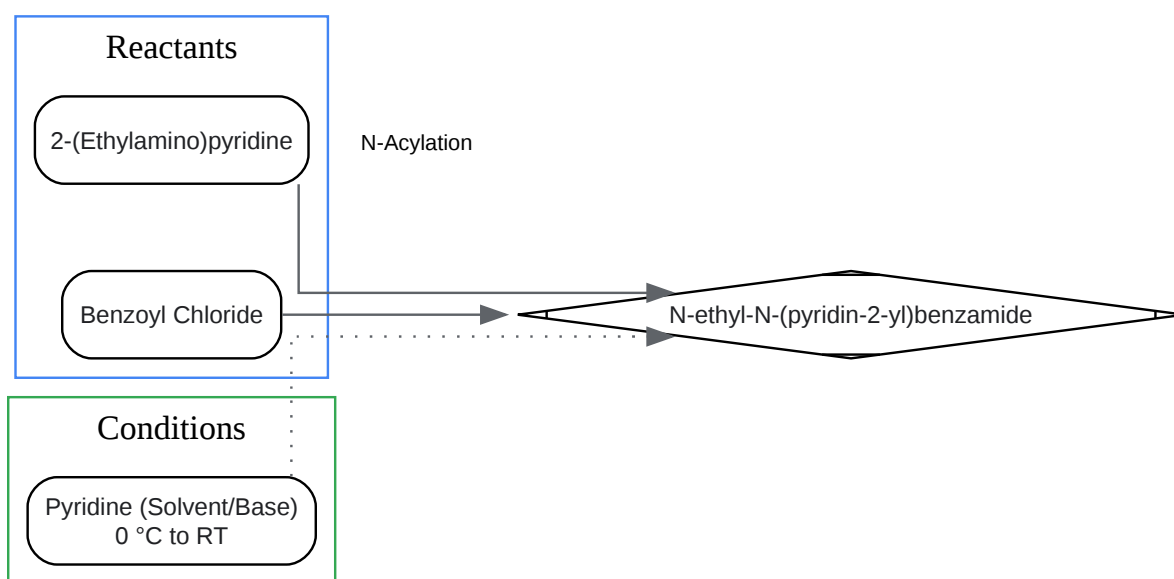 Reactants
2-(Ethylamino)pyridine
N-Acylation
Benzoyl Chloride
N-ethyl-N-(pyridin-2-yl)benzamide
Conditions
Pyridine (Solvent/Base)
0 °C to RT